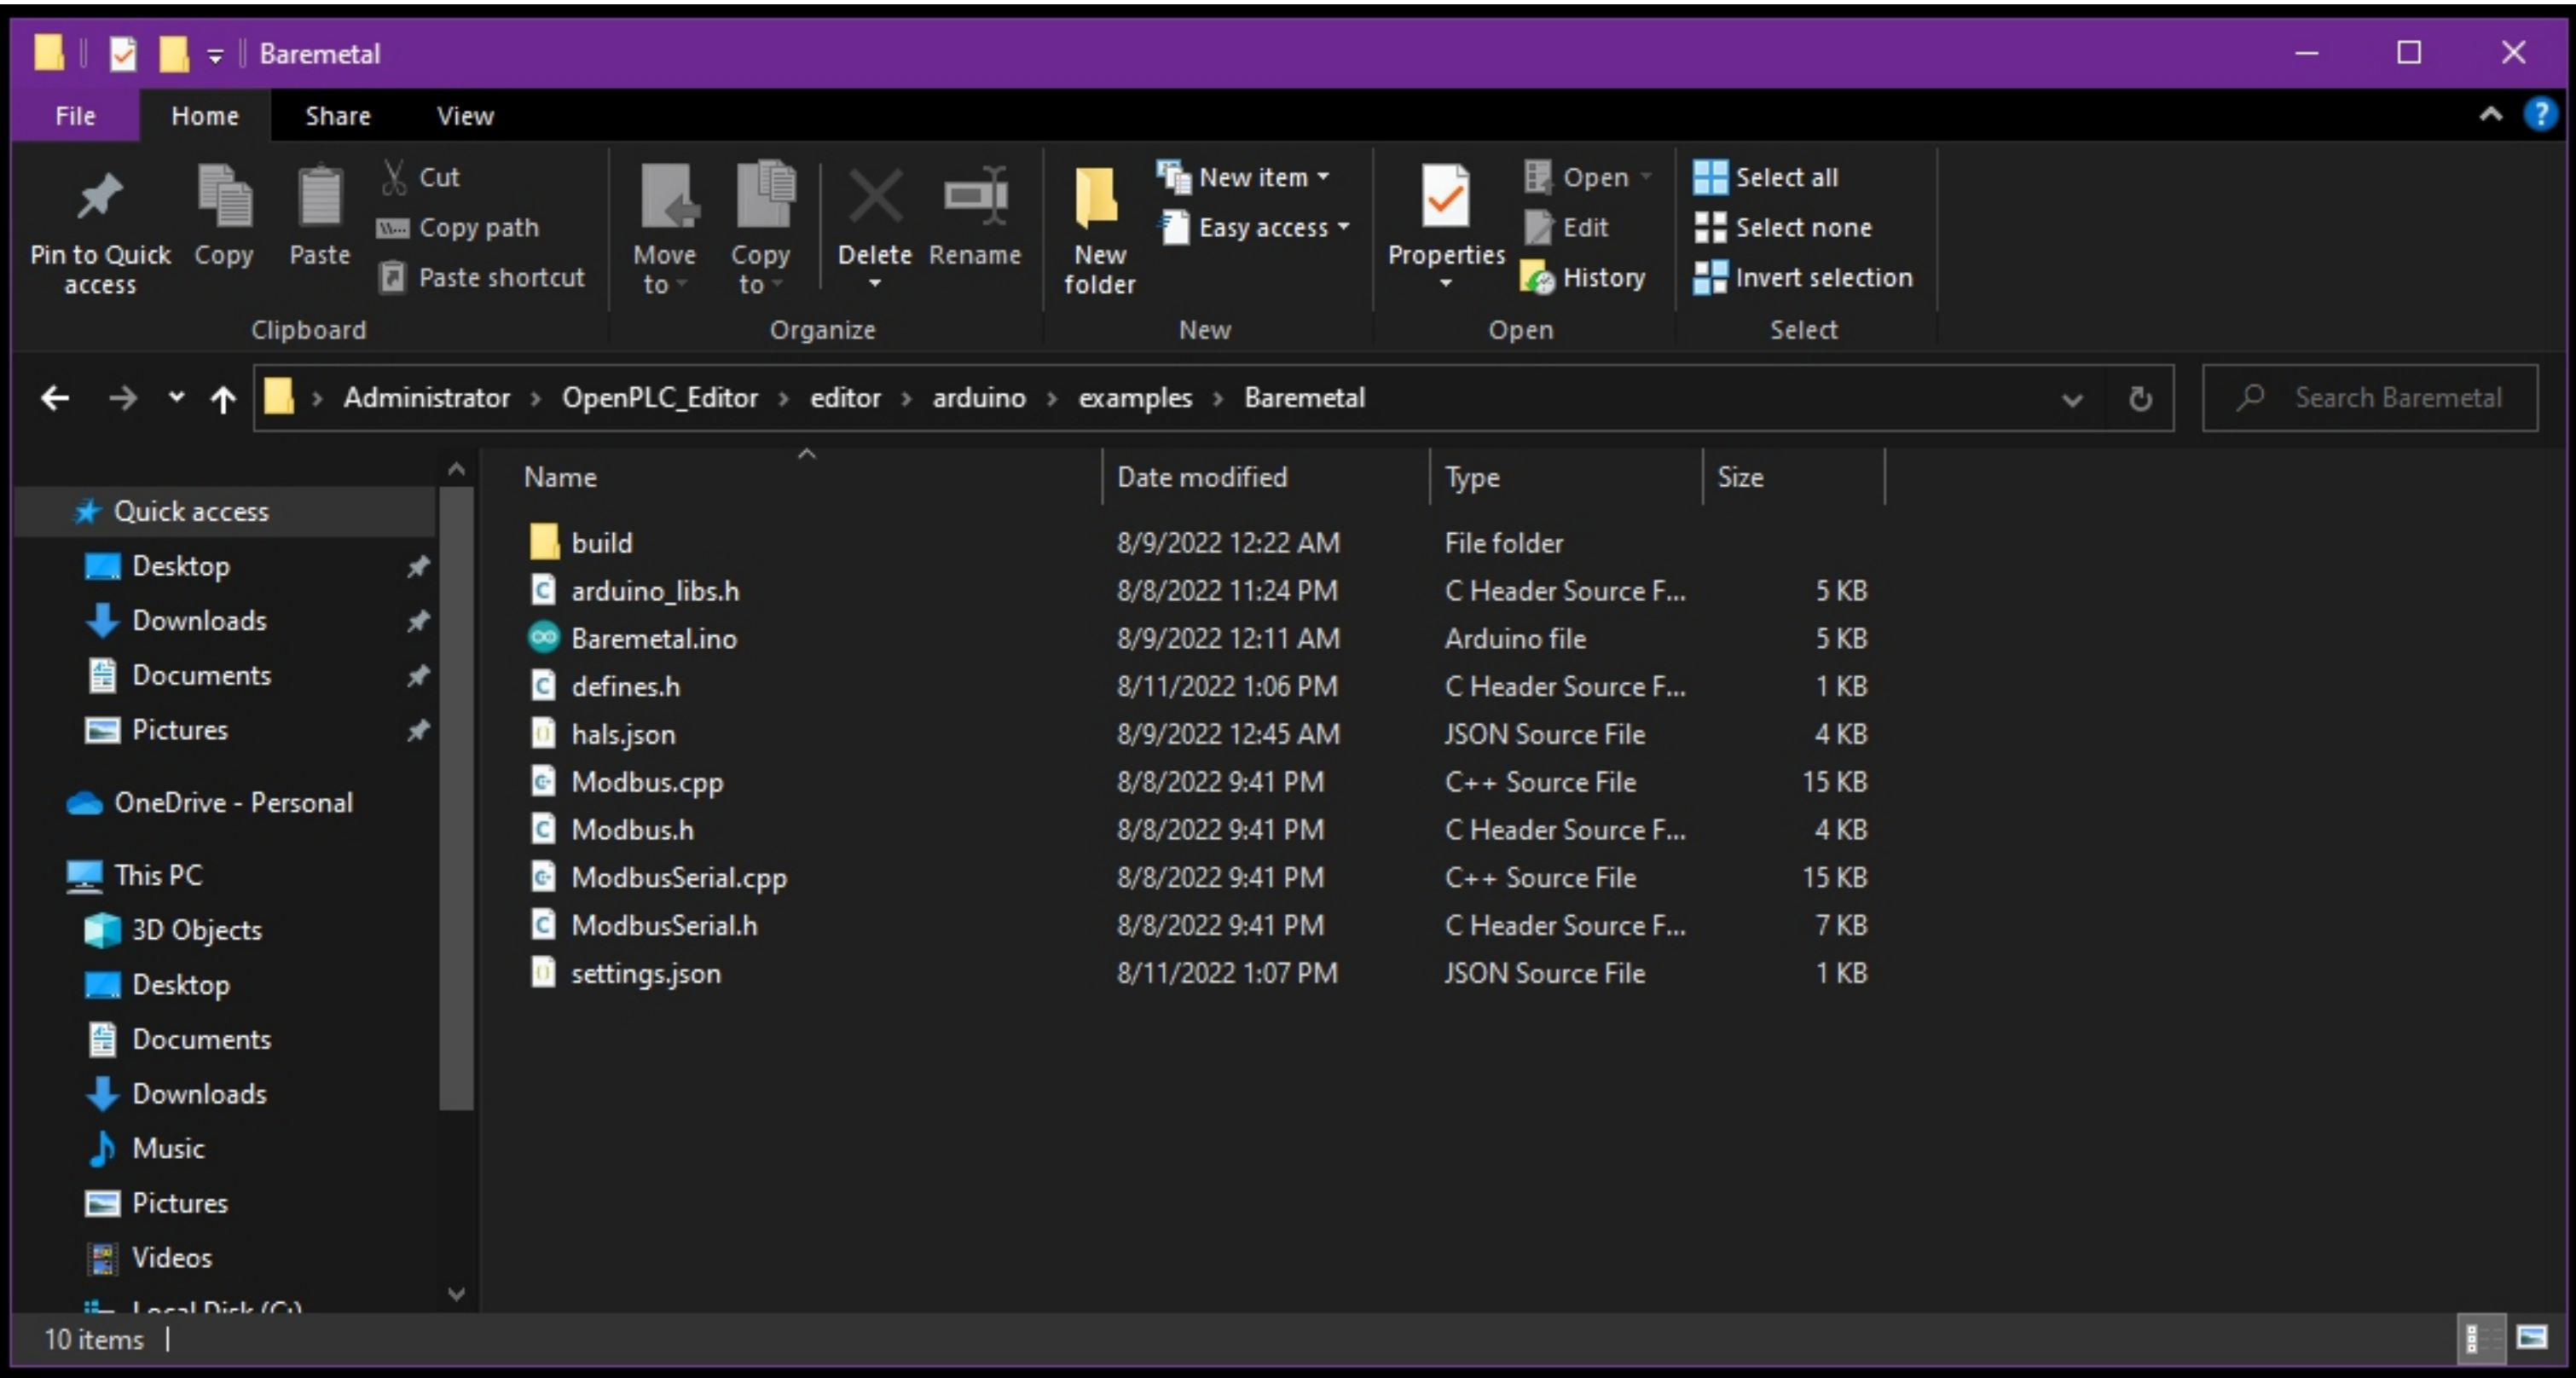 Baremetal
File Home Share View
Pin to Quick access
Copy
Paste
Cut
Copy path
Paste shortcut
Clipboard
Move to
Copy to
Delete
Rename
Organize
New folder
New item
Easy access
New
Properties
Open
Edit
History
Open
Select all
Select none
Invert selection
Select
Administrator > OpenPLC_Editor > editor > arduino > examples > Baremetal
Search Baremetal
Quick access
Desktop
Downloads
Documents
Pictures
OneDrive - Personal
This PC
3D Objects
Desktop
Documents
Downloads
Music
Pictures
Videos
Local Disk (C:)
Name Date modified Type Size
build 8/9/2022 12:22 AM File folder
arduino_libs.h 8/8/2022 11:24 PM C Header Source F... 5 KB
Baremetal.ino 8/9/2022 12:11 AM Arduino file 5 KB
defines.h 8/11/2022 1:06 PM C Header Source F... 1 KB
hals.json 8/9/2022 12:45 AM JSON Source File 4 KB
Modbus.cpp 8/8/2022 9:41 PM C++ Source File 15 KB
Modbus.h 8/8/2022 9:41 PM C Header Source F... 4 KB
ModbusSerial.cpp 8/8/2022 9:41 PM C++ Source File 15 KB
ModbusSerial.h 8/8/2022 9:41 PM C Header Source F... 7 KB
settings.json 8/11/2022 1:07 PM JSON Source File 1 KB
10 items